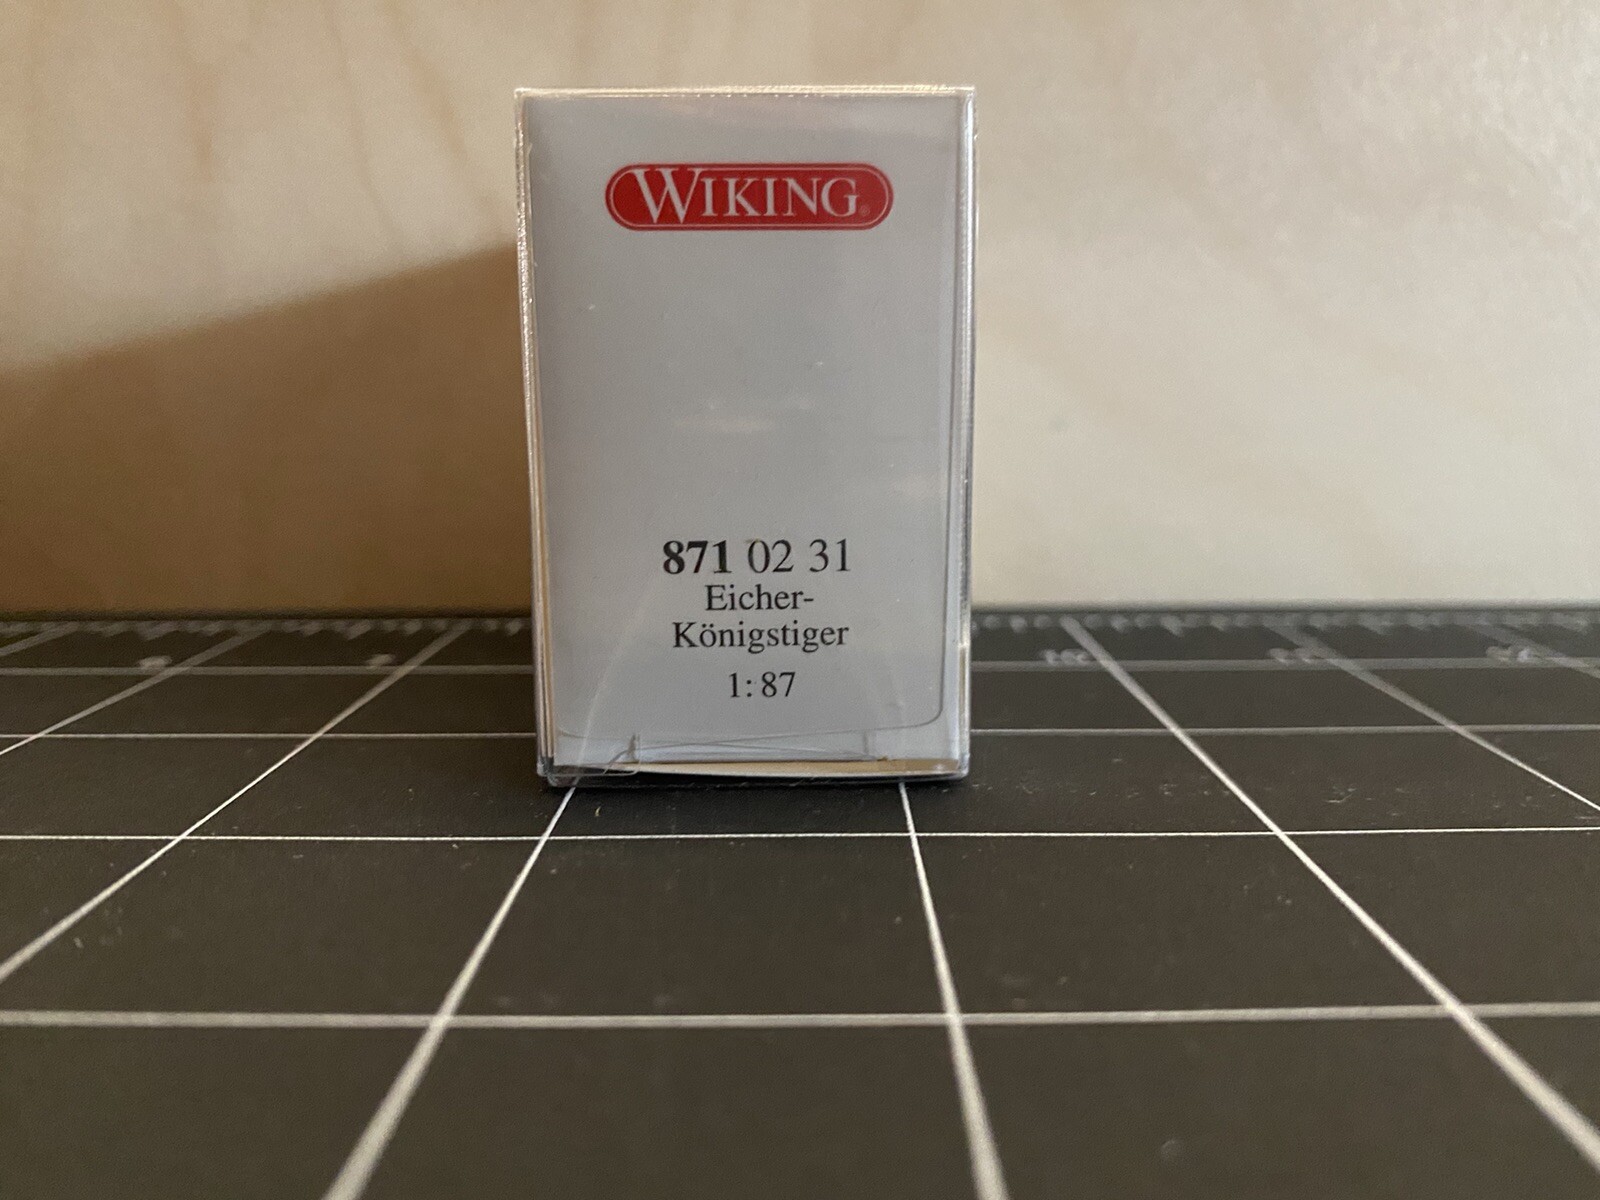 WIKING®
871 02 31
Eicher-
Königstiger
1:87